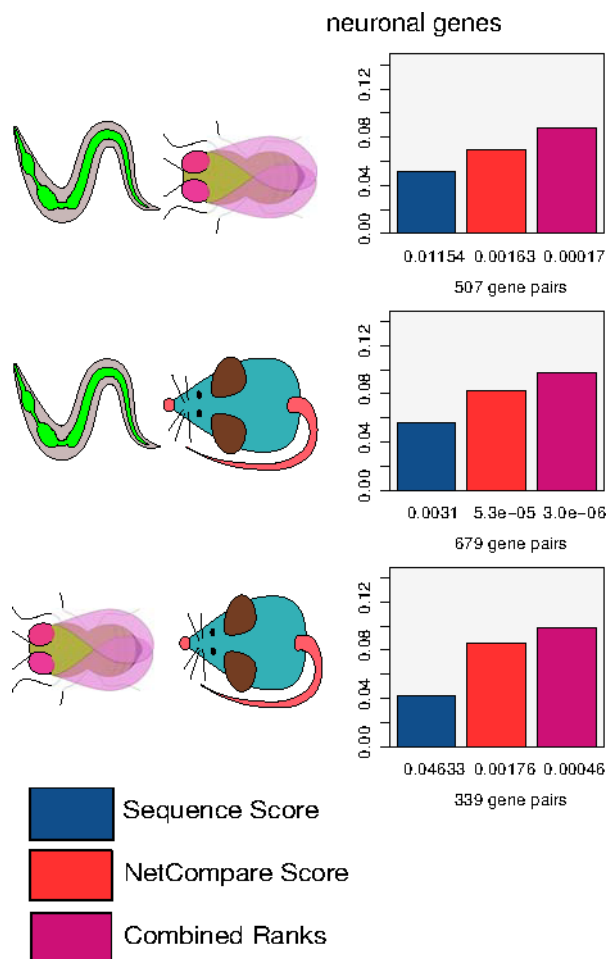 neuronal genes
0.12
0.08
0.04
0.00
0.01154 0.00163 0.00017
507 gene pairs
0.12
0.08
0.04
0.00
0.0031 5.3e−05 3.0e−06
679 gene pairs
0.12
0.08
0.04
0.00
0.04633 0.00176 0.00046
339 gene pairs
Sequence Score
NetCompare Score
Combined Ranks